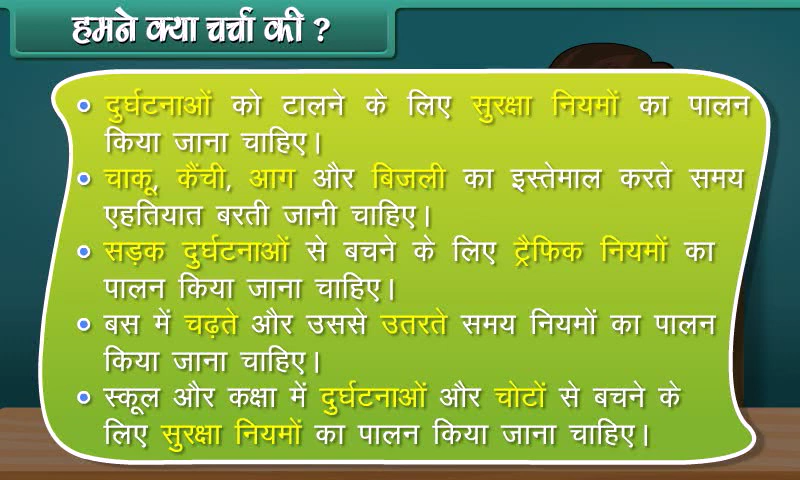 हमने क्या चर्चा की ?
दुर्घटनाओं को टालने के लिए सुरक्षा नियमों का पालन
किया जाना चाहिए।
चाकू, कैंची, आग और बिजली का इस्तेमाल करते समय
एहतियात बरती जानी चाहिए।
सड़क दुर्घटनाओं से बचने के लिए ट्रैफिक नियमों का
पालन किया जाना चाहिए।
बस में चढ़ते और उससे उतरते समय नियमों का पालन
किया जाना चाहिए।
स्कूल और कक्षा में दुर्घटनाओं और चोटों से बचने के
लिए सुरक्षा नियमों का पालन किया जाना चाहिए।